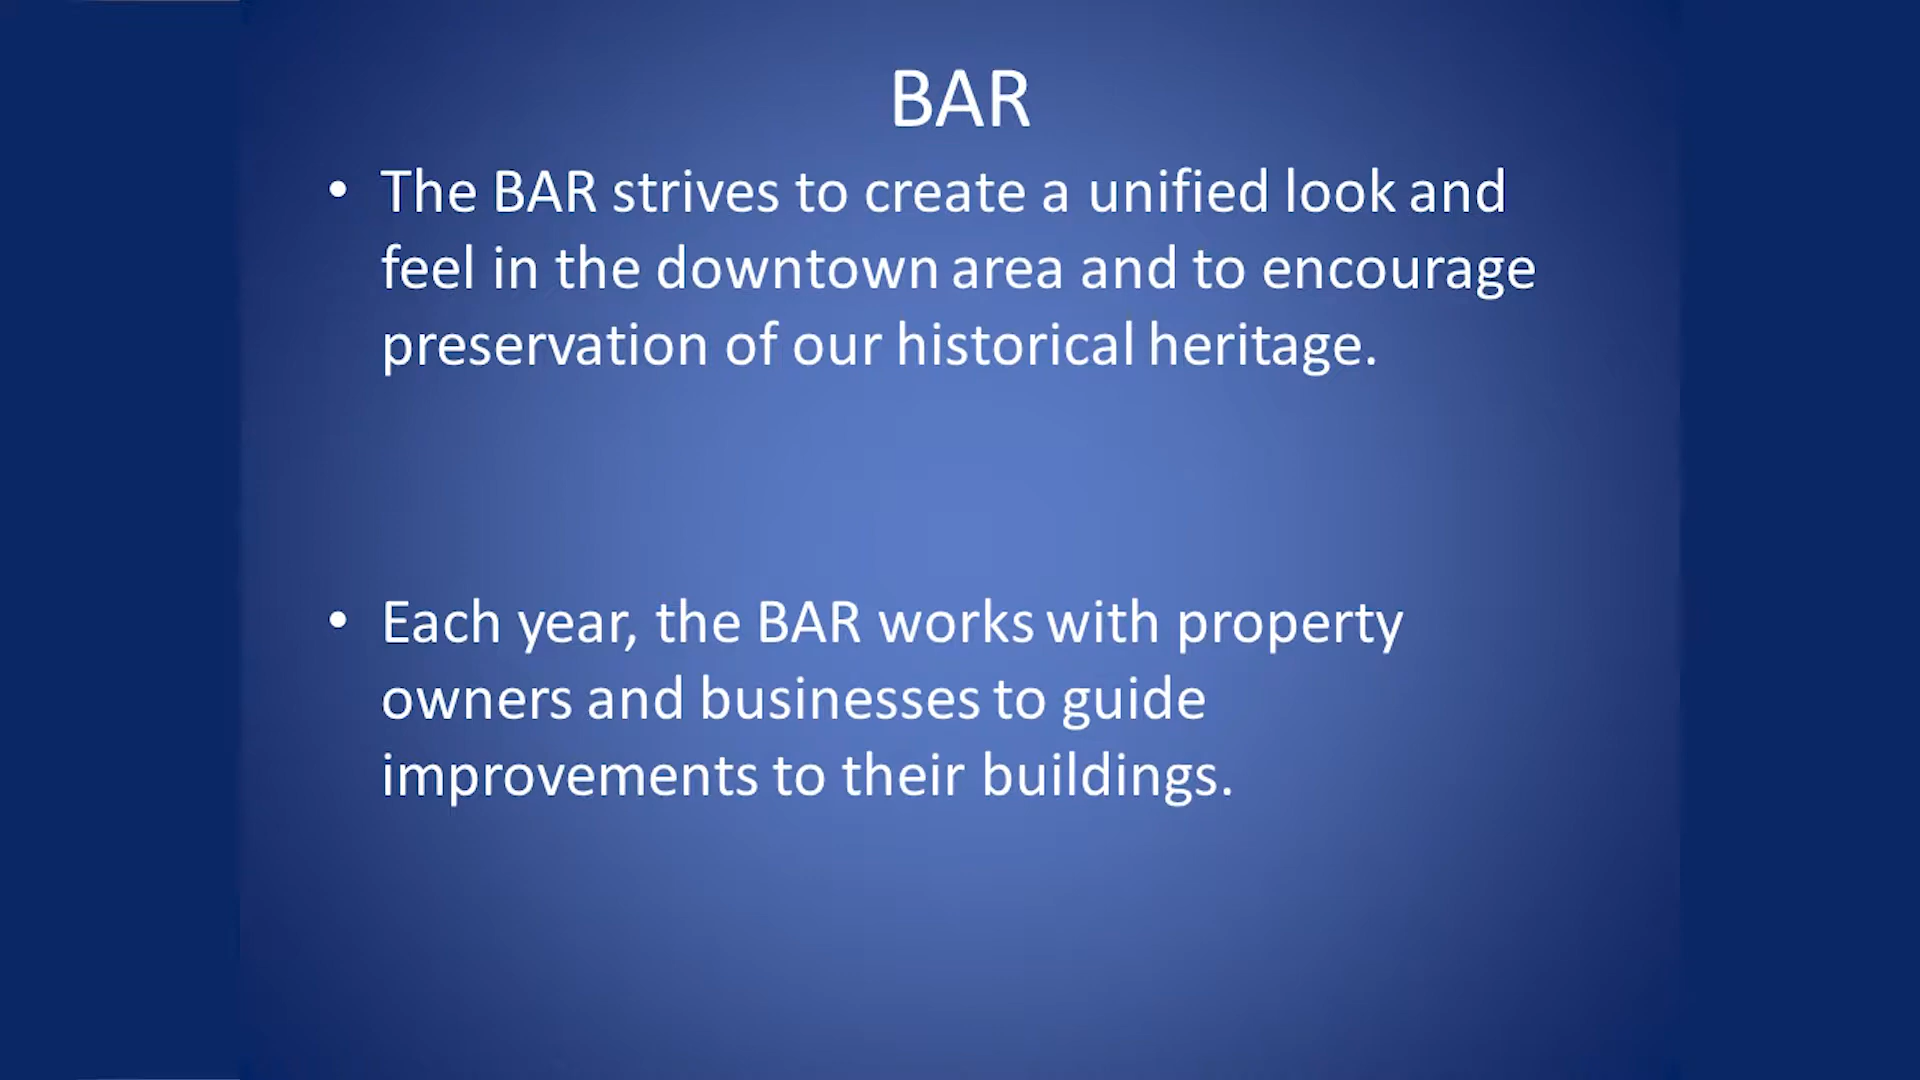 BAR
• The BAR strives to create a unified look and
feel in the downtown area and to encourage
preservation of our historical heritage.
• Each year, the BAR works with property
owners and businesses to guide
improvements to their buildings.